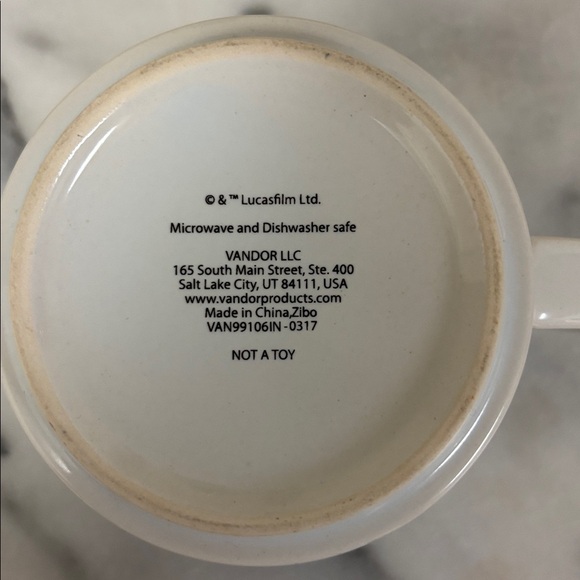 © & ™ Lucasfilm Ltd.
Microwave and Dishwasher safe
VANDOR LLC
165 South Main Street, Ste. 400
Salt Lake City, UT 84111, USA
www.vandorproducts.com
Made in China,Zibo
VAN99106IN-0317
NOT A TOY